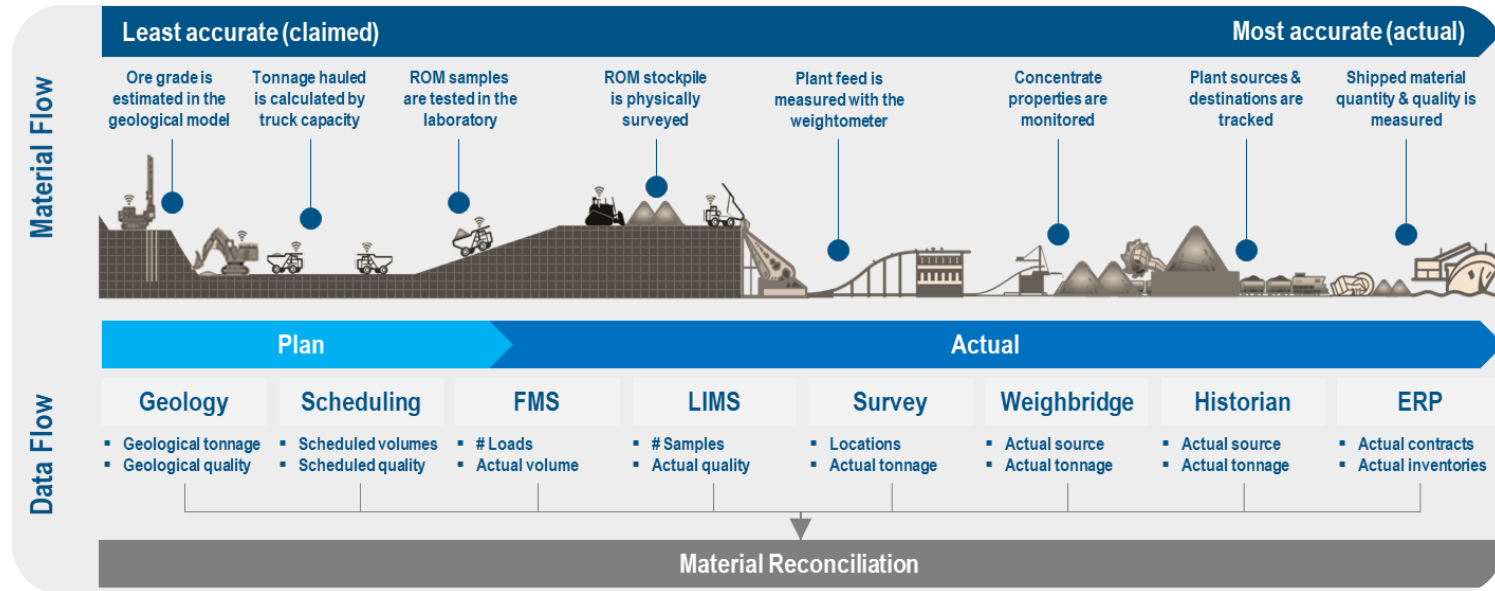 Least accurate (claimed)
Most accurate (actual)
Material Flow
Ore grade is
estimated in the
geological model
Tonnage hauled
is calculated by
truck capacity
ROM samples
are tested in the
laboratory
ROM stockpile
is physically
surveyed
Plant feed is
measured with the
weightometer
Concentrate
properties are
monitored
Plant sources &
destinations are
tracked
Shipped material
quantity & quality is
measured
Plan
Actual
Data Flow
Geology
▪ Geological tonnage
▪ Geological quality
Scheduling
▪ Scheduled volumes
▪ Scheduled quality
FMS
▪ # Loads
▪ Actual volume
LIMS
▪ # Samples
▪ Actual quality
Survey
▪ Locations
▪ Actual tonnage
Weighbridge
▪ Actual source
▪ Actual tonnage
Historian
▪ Actual source
▪ Actual tonnage
ERP
▪ Actual contracts
▪ Actual inventories
Material Reconciliation